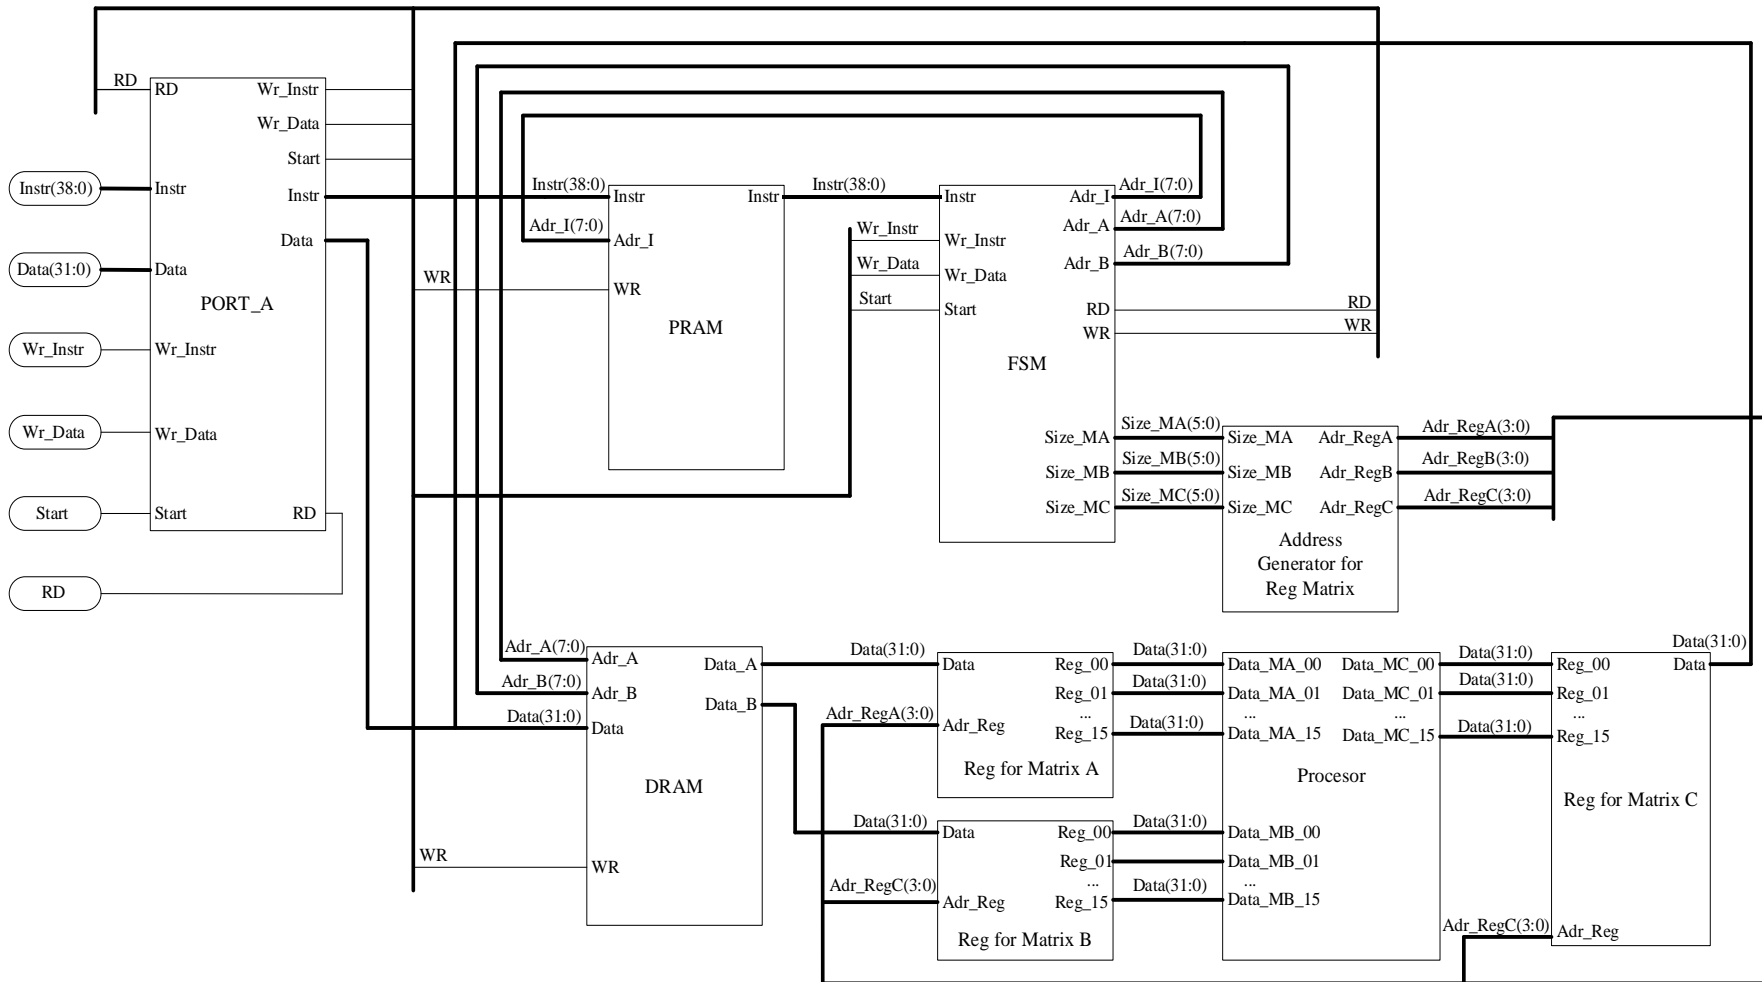 RD
RD
Wr_Instr
Wr_Data
Start
Instr(38:0)
Instr
Instr
Data
Data(31:0)
Data
PORT_A
Wr_Instr
Wr_Instr
Wr_Data
Wr_Data
Start
Start
RD
RD
WR
Instr(38:0)
Instr
Instr
Adr_I(7:0)
Adr_I
WR
PRAM
Instr(38:0)
Instr
Wr_Instr
Wr_Instr
Wr_Data
Wr_Data
Start
Start
FSM
Adr_I
Adr_I(7:0)
Adr_A
Adr_A(7:0)
Adr_B
Adr_B(7:0)
RD
RD
WR
WR
Size_MA
Size_MA(5:0)
Size_MA
Adr_RegA
Adr_RegA(3:0)
Size_MB
Size_MB(5:0)
Size_MB
Adr_RegB
Adr_RegB(3:0)
Size_MC
Size_MC(5:0)
Size_MC
Adr_RegC
Adr_RegC(3:0)
Address
Generator for
Reg Matrix
Adr_A(7:0)
Adr_A
Data_A
Adr_B(7:0)
Adr_B
Data_B
Data(31:0)
Data
DRAM
WR
WR
Data(31:0)
Data
Reg_00
Reg_01
...
Reg_15
Adr_RegA(3:0)
Adr_Reg
Reg for Matrix A
Data(31:0)
Data(31:0)
Data(31:0)
Data(31:0)
Data
Reg_00
Reg_01
...
Reg_15
Adr_RegC(3:0)
Adr_Reg
Reg for Matrix B
Data(31:0)
Data(31:0)
Data_MA_00
Data_MA_01
...
Data_MA_15
Data_MC_00
Data_MC_01
...
Data_MC_15
Procesor
Data_MB_00
Data_MB_01
...
Data_MB_15
Data(31:0)
Data(31:0)
Data(31:0)
Reg_00
Reg_01
...
Reg_15
Data
Data(31:0)
Reg for Matrix C
Adr_RegC(3:0)
Adr_Reg